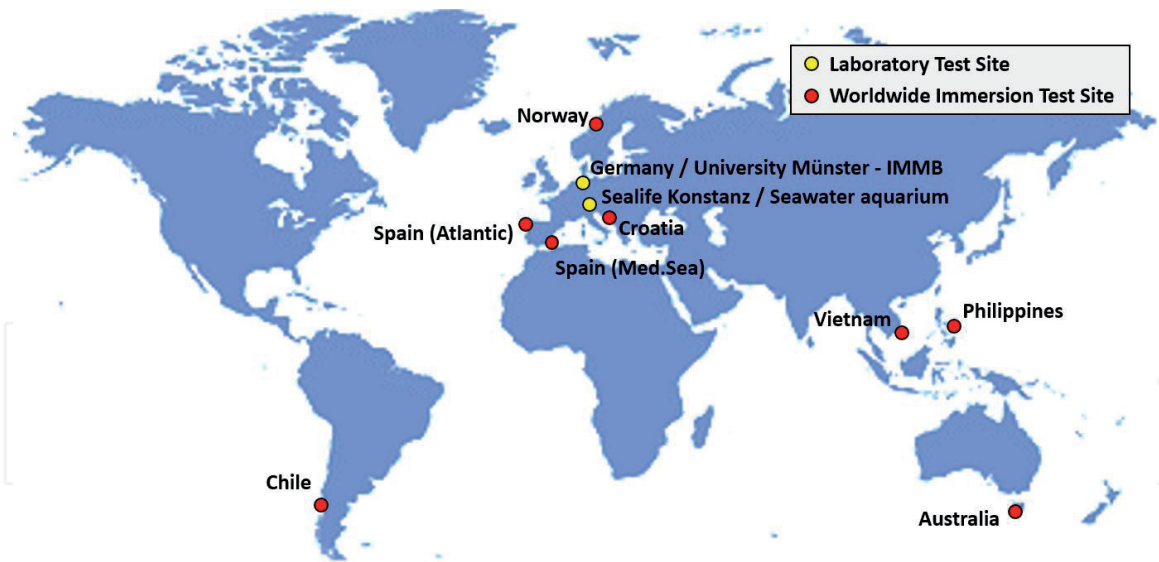 Laboratory Test Site
Worldwide Immersion Test Site
Norway
Germany / University Münster - IMMB
Sealife Konstanz / Seawater aquarium
Croatia
Spain (Atlantic)
Spain (Med.Sea)
Vietnam
Philippines
Chile
Australia